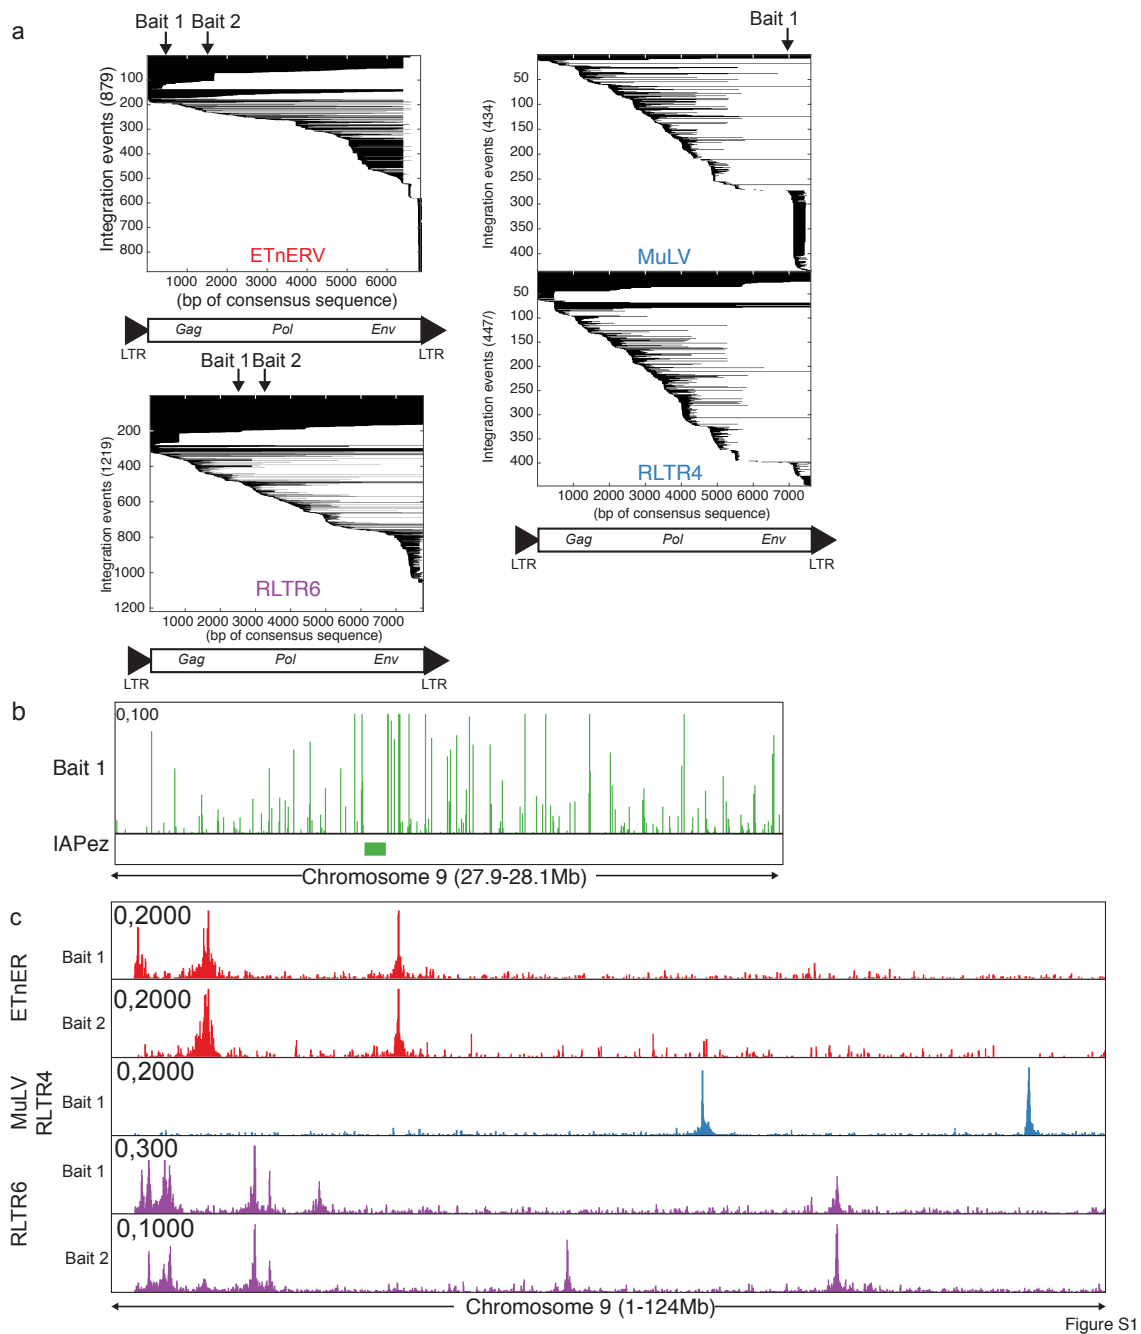 a
Bait 1 Bait 2
Integration events (879)
100
200
300
400
500
600
700
800
ETnERV
1000 2000 3000 4000 5000 6000
(bp of consensus sequence)
Gag Pol Env
LTR LTR
Bait 1 Bait 2
Integration events (1219)
200
400
600
800
1000
1200
RLTR6
1000 2000 3000 4000 5000 6000 7000
(bp of consensus sequence)
Gag Pol Env
LTR LTR
Bait 1
Integration events (434)
50
100
150
200
250
300
350
400
MuLV
Integration events (447/)
50
100
150
200
250
300
350
400
RLTR4
1000 2000 3000 4000 5000 6000 7000
(bp of consensus sequence)
Gag Pol Env
LTR LTR
b
0,100
Bait 1
IAPez
Chromosome 9 (27.9-28.1Mb)
c
ETnER
0,2000
Bait 1
0,2000
Bait 2
MuLV
RLTR4
0,2000
Bait 1
RLTR6
0,300
Bait 1
0,1000
Bait 2
Chromosome 9 (1-124Mb)
Figure S1